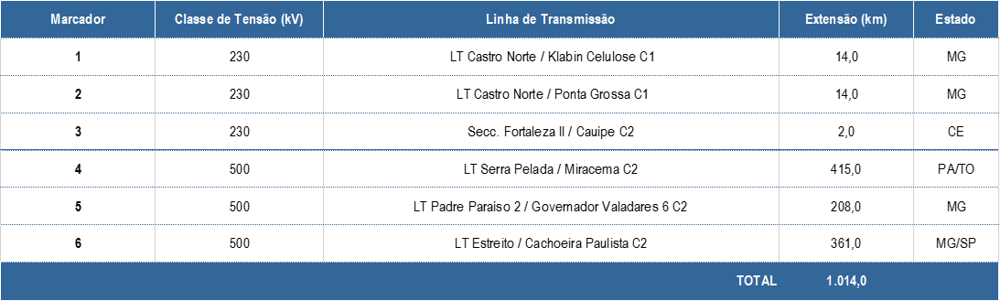 Marcador Classe de Tensão (kV) Linha de Transmissão Extensão (km) Estado
1 230 LT Castro Norte / Klabin Celulose C1 14,0 MG
2 230 LT Castro Norte / Ponta Grossa C1 14,0 MG
3 230 Secc. Fortaleza II / Cauípe C2 2,0 CE
4 500 LT Serra Pelada / Miracema C2 415,0 PA/TO
5 500 LT Padre Paraíso 2 / Governador Valadares 6 C2 208,0 MG
6 500 LT Estreito / Cachoeira Paulista C2 361,0 MG/SP
TOTAL 1.014,0